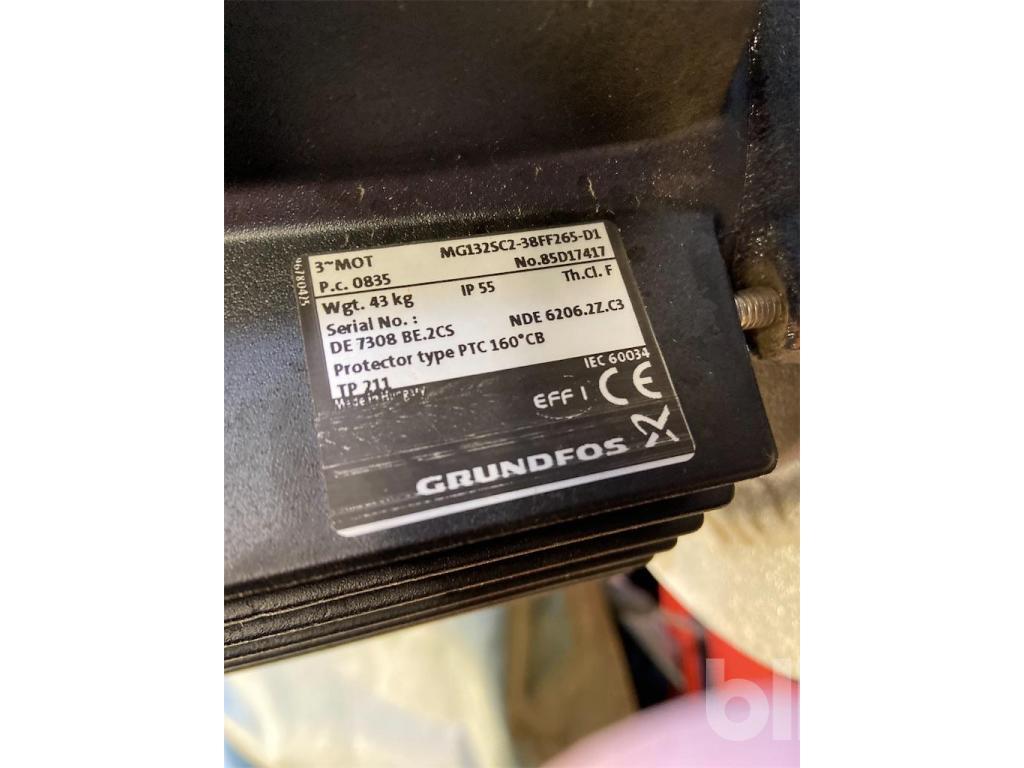 3~MOT MG132SC2-38FF265-D1
P.c. 0835 No.85D17417
Wgt. 43 kg IP 55 Th.Cl. F
Serial No. :
DE 7308 BE.2CS NDE 6206.2Z.C3
Protector type PTC 160°CB
TP 211 IEC 60034
Made in Hungary
EFF 1 CE
GRUNDFOS